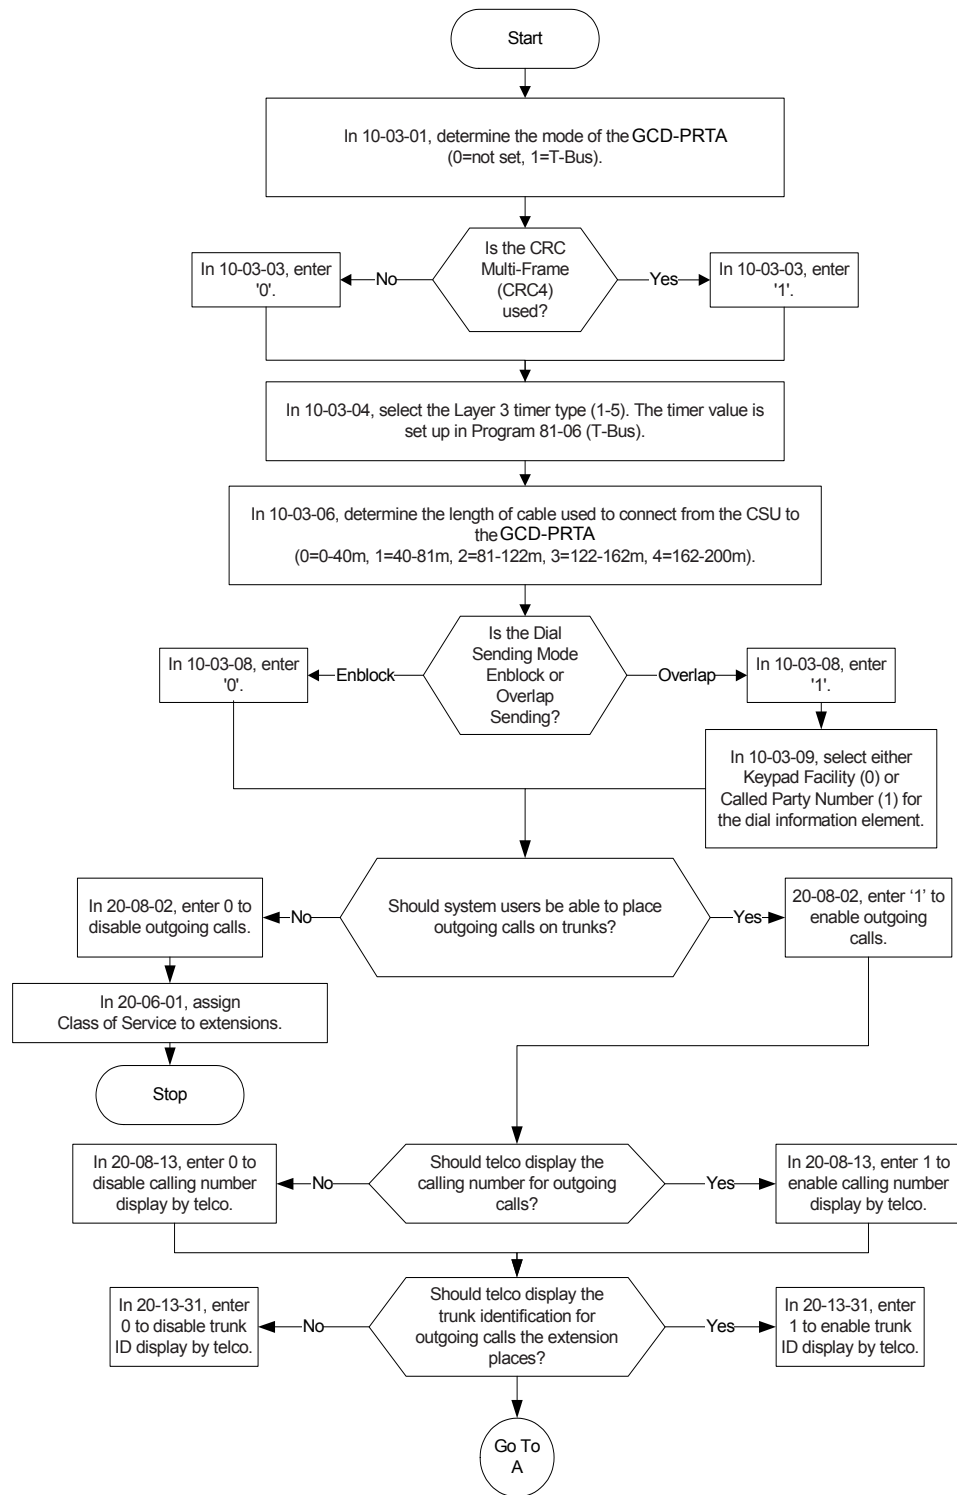 Start
In 10-03-01, determine the mode of the GCD-PRTA
(0=not set, 1=T-Bus).
Is the CRC
Multi-Frame
(CRC4)
used?
No
Yes
In 10-03-03, enter
'0'.
In 10-03-03, enter
'1'.
In 10-03-04, select the Layer 3 timer type (1-5). The timer value is
set up in Program 81-06 (T-Bus).
In 10-03-06, determine the length of cable used to connect from the CSU to
the GCD-PRTA
(0=0-40m, 1=40-81m, 2=81-122m, 3=122-162m, 4=162-200m).
Is the Dial
Sending Mode
Enblock or
Overlap
Sending?
Enblock
Overlap
In 10-03-08, enter
'0'.
In 10-03-08, enter
'1'.
In 10-03-09, select either
Keypad Facility (0) or
Called Party Number (1) for
the dial information element.
Should system users be able to place
outgoing calls on trunks?
No
Yes
In 20-08-02, enter 0 to
disable outgoing calls.
20-08-02, enter ‘1’ to
enable outgoing
calls.
In 20-06-01, assign
Class of Service to extensions.
Stop
Should telco display the
calling number for outgoing
calls?
No
Yes
In 20-08-13, enter 0 to
disable calling number
display by telco.
In 20-08-13, enter 1 to
enable calling number
display by telco.
Should telco display the
trunk identification for
outgoing calls the extension
places?
No
Yes
In 20-13-31, enter
0 to disable trunk
ID display by telco.
In 20-13-31, enter
1 to enable trunk
ID display by telco.
Go To
A